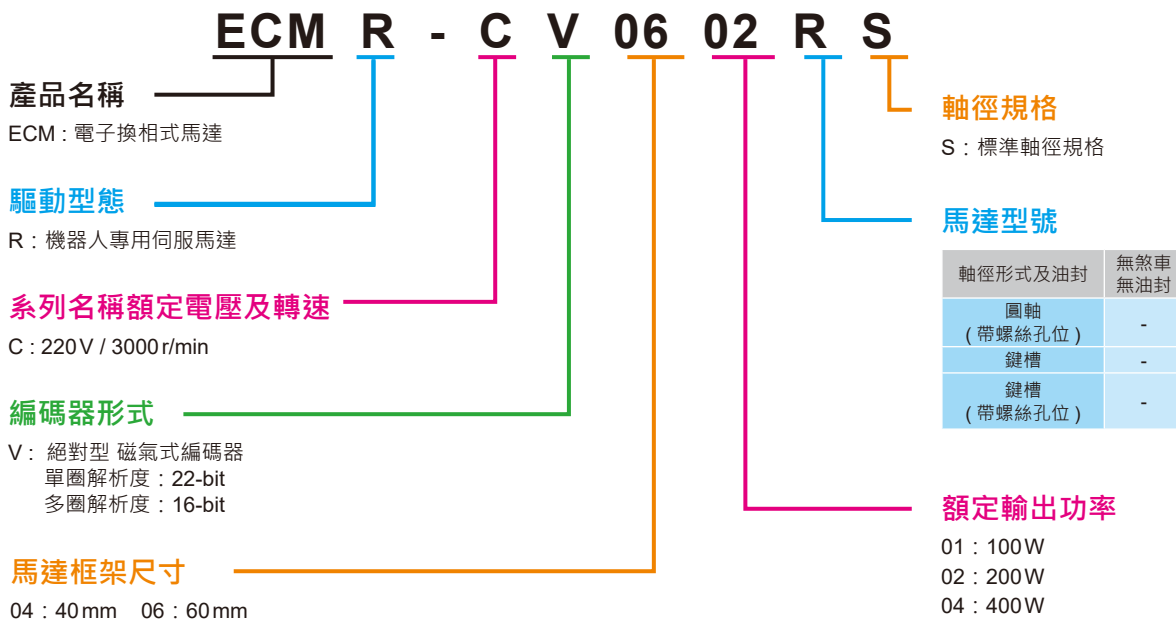 ECM R - C V 06 02 R S
產品名稱
ECM : 電子換相式馬達
驅動型態
R : 機器人專用伺服馬達
系列名稱額定電壓及轉速
C : 220V / 3000r/min
編碼器形式
V : 絕對型 磁氣式編碼器
單圈解析度 : 22-bit
多圈解析度 : 16-bit
馬達框架尺寸
04 : 40mm 06 : 60mm
軸徑規格
S : 標準軸徑規格
馬達型號
軸徑形式及油封 無煞車
無油封
圓軸
( 帶螺絲孔位 ) -
鍵槽 -
鍵槽
( 帶螺絲孔位 ) -
額定輸出功率
01 : 100W
02 : 200W
04 : 400W